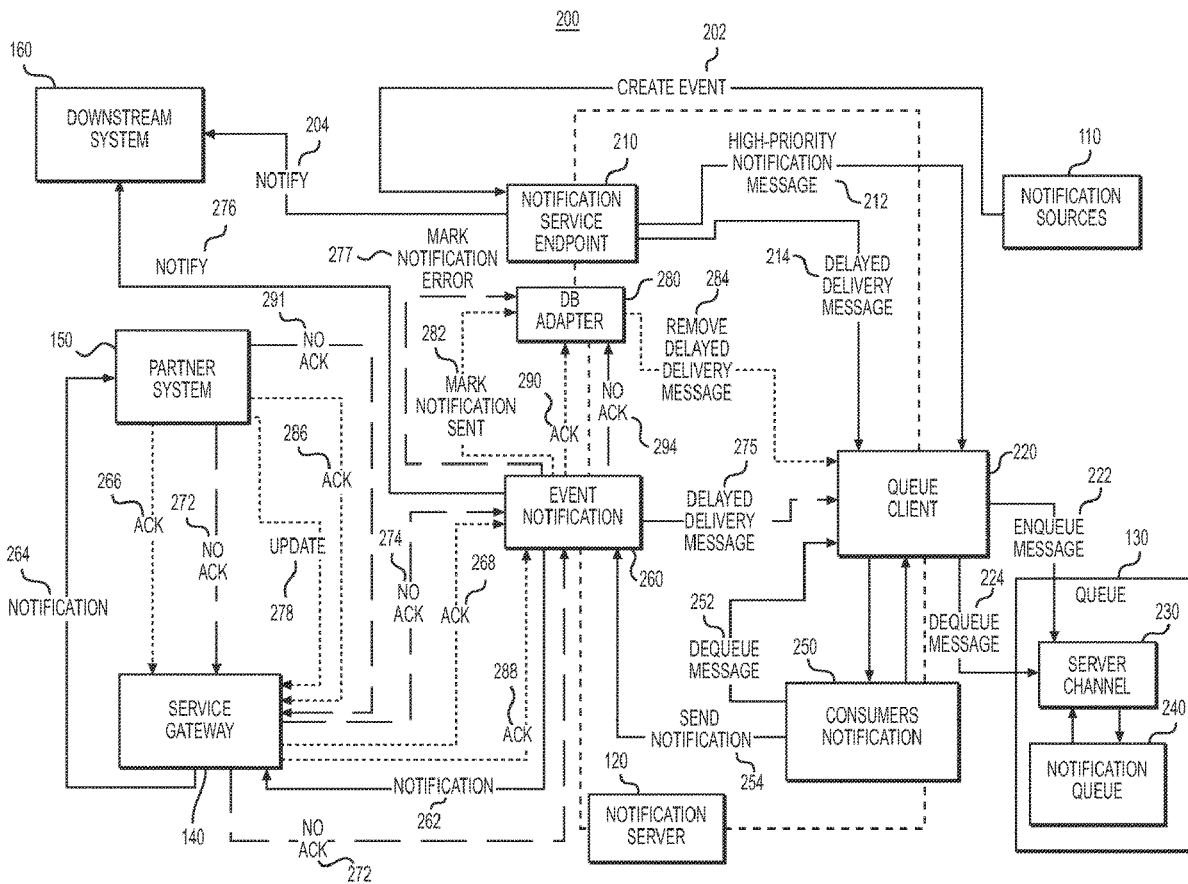 200
202
160
CREATE EVENT
DOWNSTREAM
SYSTEM
204
NOTIFY
210
HIGH-PRIORITY
NOTIFICATION
MESSAGE
212
110
NOTIFICATION
SERVICE
ENDPOINT
NOTIFICATION
SOURCES
276
NOTIFY
277
MARK
NOTIFICATION
ERROR
214
DELAYED
DELIVERY
MESSAGE
280
DB
ADAPTER
284
REMOVE
DELAYED
DELIVERY
MESSAGE
291
NO
ACK
150
PARTNER
SYSTEM
282
MARK
NOTIFICATION
SENT
290
ACK
NO
ACK
294
286
ACK
266
ACK
272
NO
ACK
UPDATE
278
EVENT
NOTIFICATION
260
275
DELAYED
DELIVERY
MESSAGE
220
QUEUE
CLIENT
222
ENQUEUE
MESSAGE
130
QUEUE
264
NOTIFICATION
274
NO
ACK
268
ACK
252
DEQUEUE
MESSAGE
224
DEQUEUE
MESSAGE
230
SERVER
CHANNEL
250
CONSUMERS
NOTIFICATION
240
NOTIFICATION
QUEUE
SERVICE
GATEWAY
140
288
ACK
SEND
NOTIFICATION
254
NOTIFICATION
262
120
NOTIFICATION
SERVER
NO
ACK
272